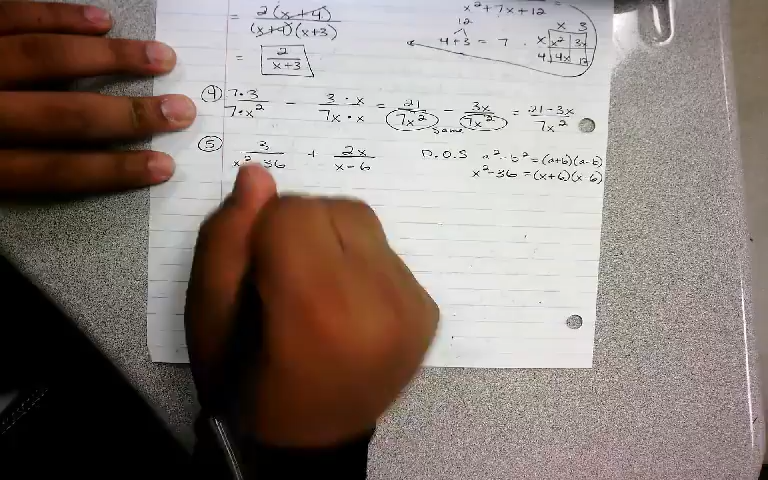 = 2(x+4) / (x+4)(x+3)
= 2 / x+3
x²+7x+12 =
12
4+3 = 7
x 3
x x² 3x
4 4x 12
④ 7·3 / 7·x² − 3·x / 7x·x = 21 / 7x² − 3x / 7x² = 21-3x / 7x²
same
⑤ 3 / x²-36 + 2x / x-6
D.O.S a²-b² = (a+b)(a-b)
x²-36 = (x+6)(x-6)